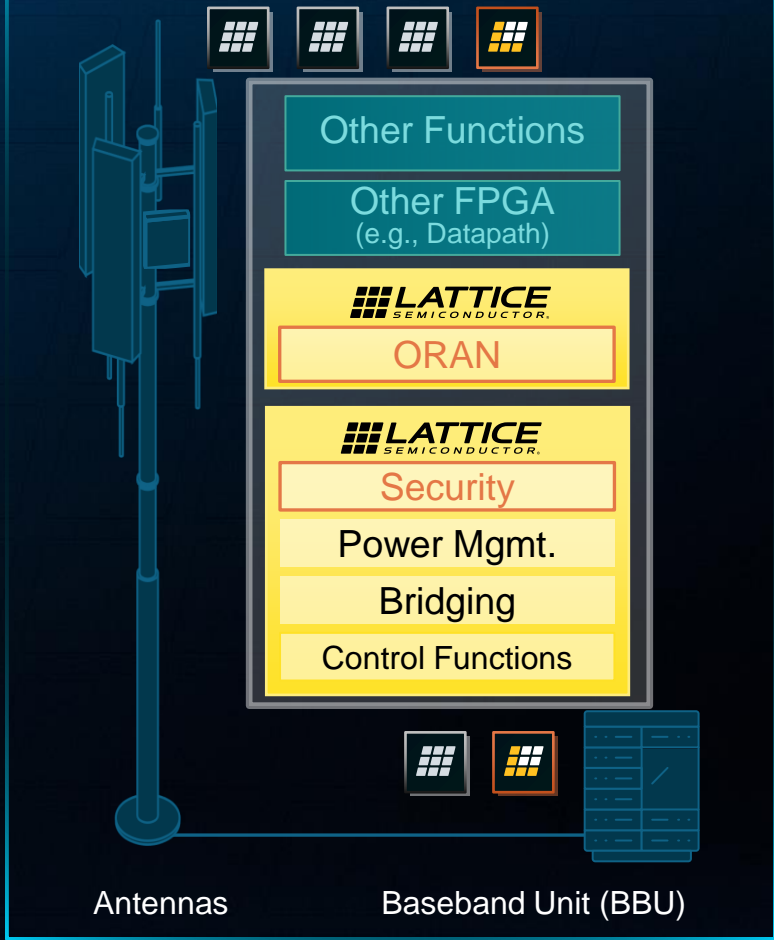 Other Functions
Other FPGA
(e.g., Datapath)
LATTICE
SEMICONDUCTOR.
ORAN
LATTICE
SEMICONDUCTOR.
Security
Power Mgmt.
Bridging
Control Functions
Antennas
Baseband Unit (BBU)